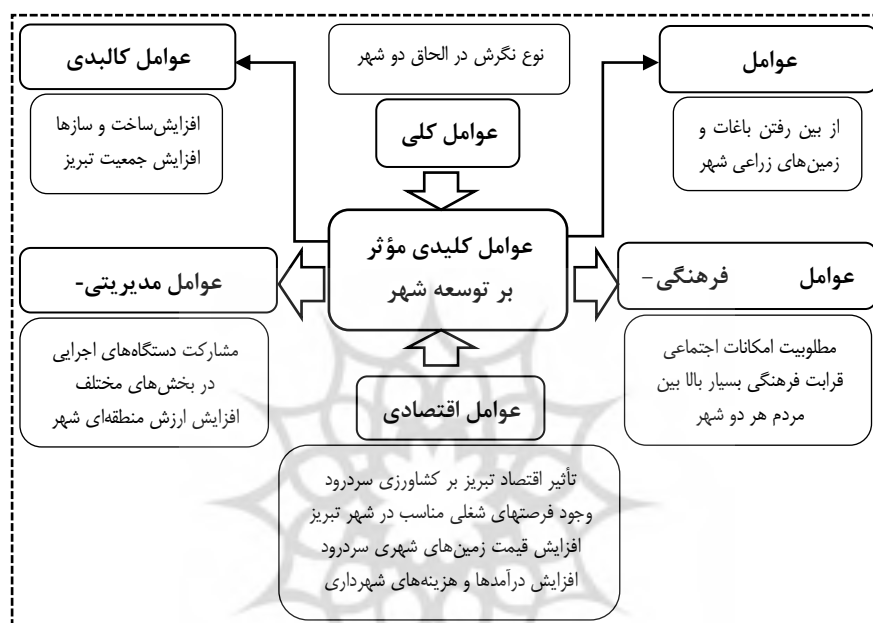 عوامل
از بین رفتن باغات و
زمین‌های زراعی شهر
نوع نگرش در الحاق دو شهر
عوامل کلی
عوامل کالبدی
افزایش‌ساخت و سازها
افزایش جمعیت تبریز
عوامل کلیدی مؤثر
بر توسعه شهر
عوامل فرهنگی–
مطلوبیت امکانات اجتماعی
قرابت فرهنگی بسیار بالا بین
مردم هر دو شهر
عوامل مدیریتی-
مشارکت دستگاه‌های اجرایی
در بخش‌های مختلف
افزایش ارزش منطقه‌ای شهر
عوامل اقتصادی
تأثیر اقتصاد تبریز بر کشاورزی سردرود
وجود فرصتهای شغلی مناسب در شهر تبریز
افزایش قیمت زمین‌های شهری سردرود
افزایش درآمدها و هزینه‌های شهرداری